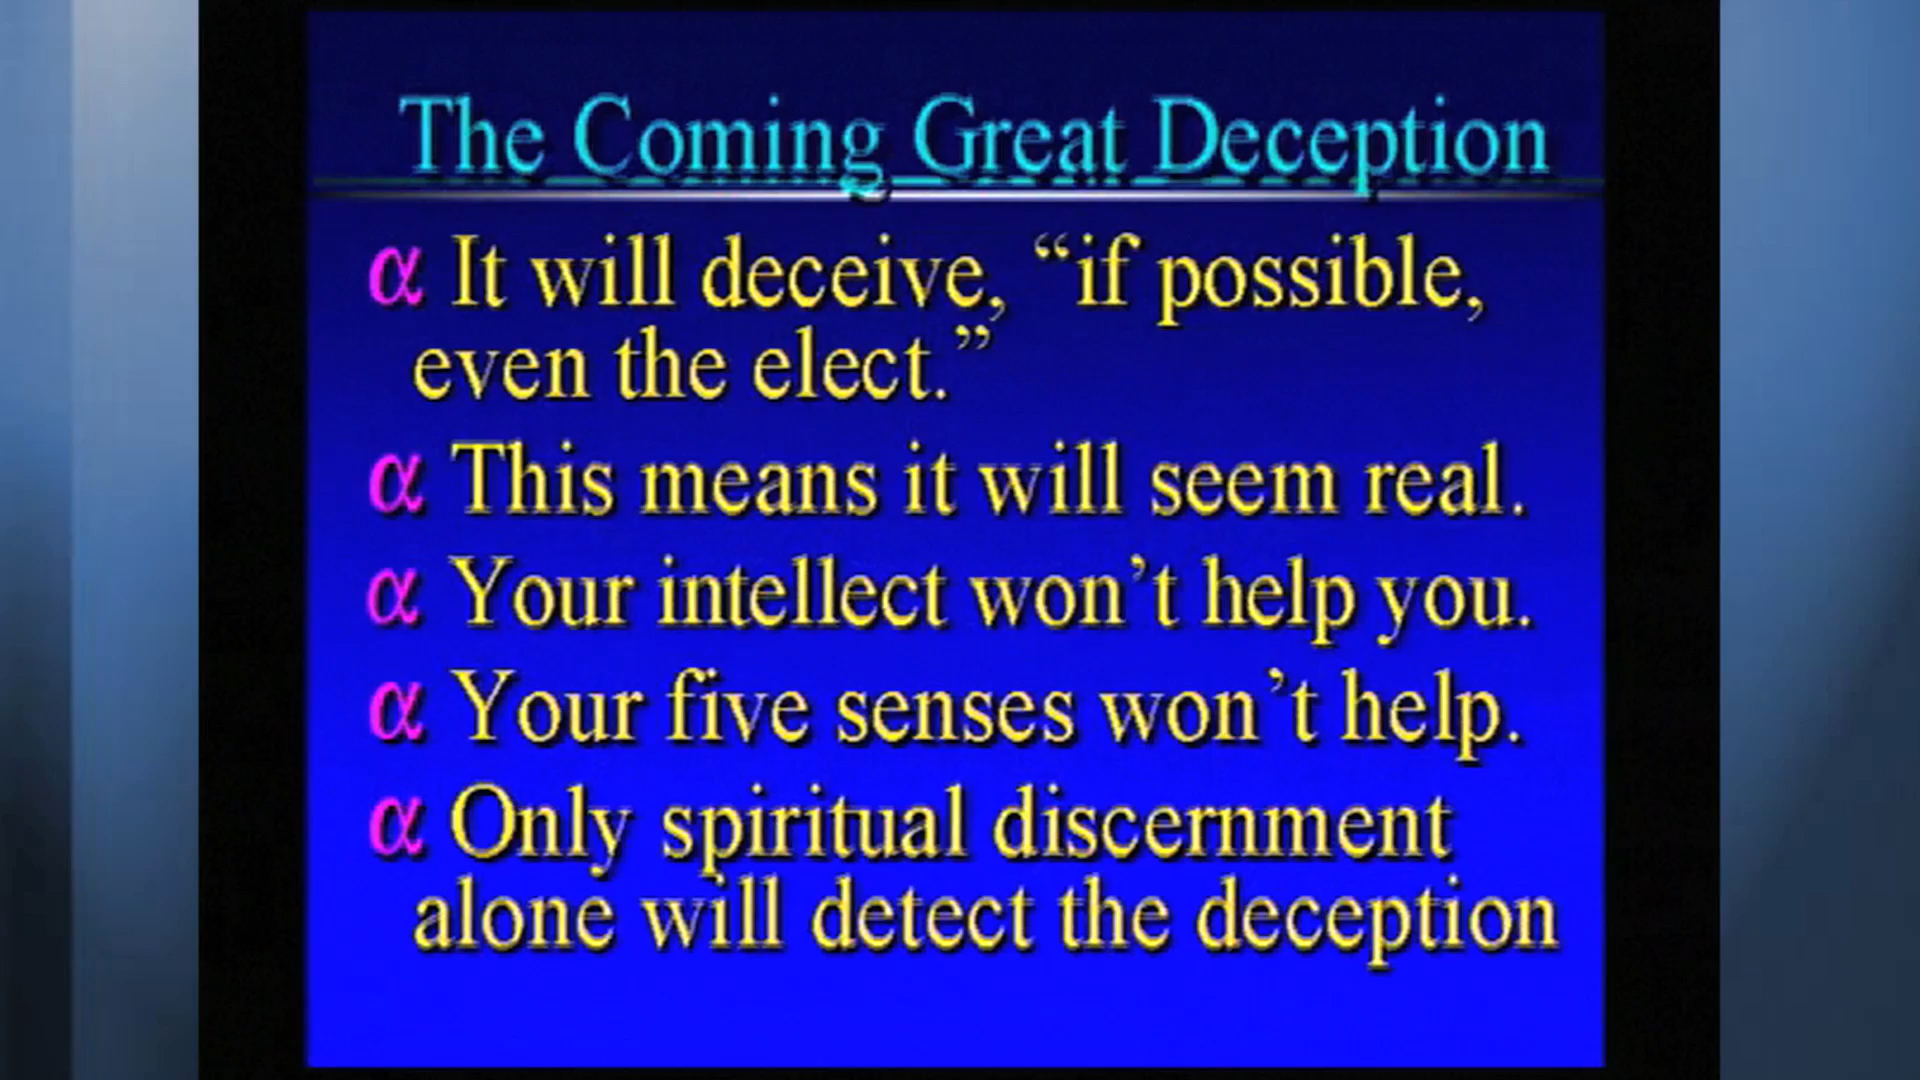 The Coming Great Deception
α It will deceive, “if possible,
even the elect.”
α This means it will seem real.
α Your intellect won’t help you.
α Your five senses won’t help.
α Only spiritual discernment
alone will detect the deception